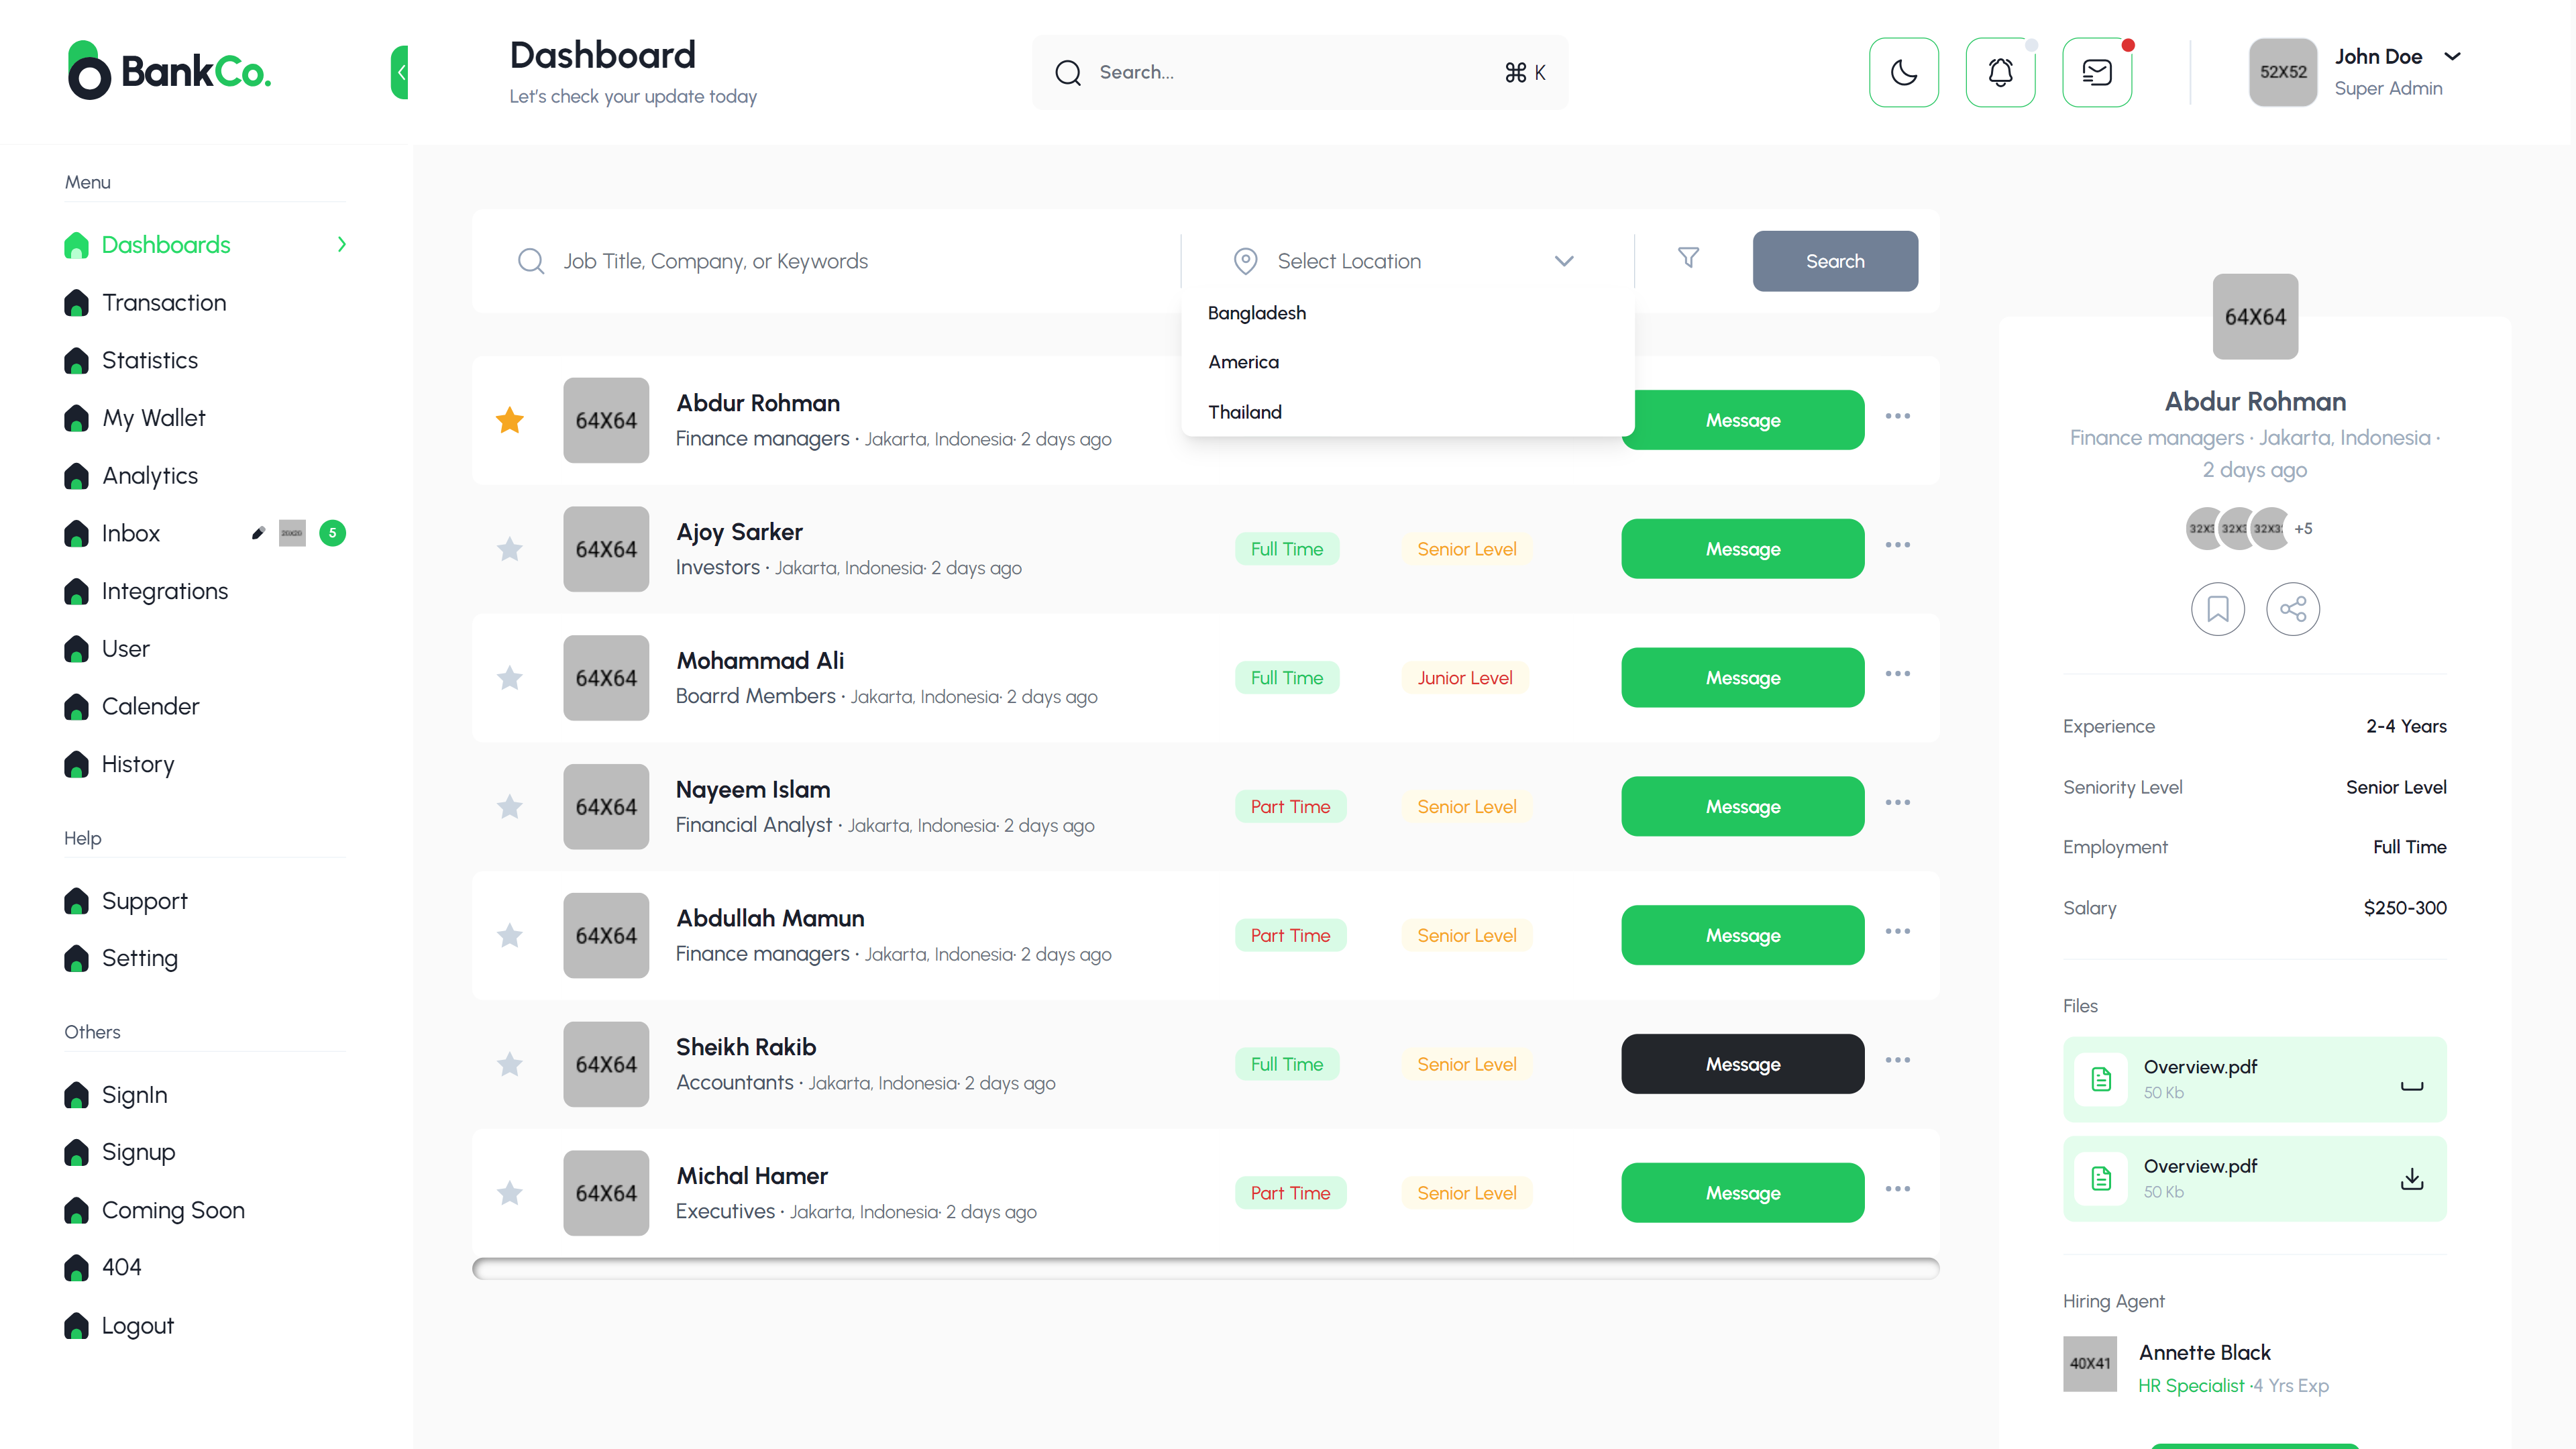 BankCo.
Dashboard
Let's check your update today
Search...
⌘ K
52X52
John Doe
Super Admin
Menu
Dashboards
Transaction
Statistics
My Wallet
Analytics
Inbox
5
Integrations
User
Calender
History
Help
Support
Setting
Others
SignIn
Signup
Coming Soon
404
Logout
Job Title, Company, or Keywords
Select Location
Search
Bangladesh
America
Thailand
64X64
Abdur Rohman
Finance managers · Jakarta, Indonesia· 2 days ago
Message
64X64
Ajoy Sarker
Investors · Jakarta, Indonesia· 2 days ago
Full Time
Senior Level
Message
64X64
Mohammad Ali
Boarrd Members · Jakarta, Indonesia· 2 days ago
Full Time
Junior Level
Message
64X64
Nayeem Islam
Financial Analyst · Jakarta, Indonesia· 2 days ago
Part Time
Senior Level
Message
64X64
Abdullah Mamun
Finance managers · Jakarta, Indonesia· 2 days ago
Part Time
Senior Level
Message
64X64
Sheikh Rakib
Accountants · Jakarta, Indonesia· 2 days ago
Full Time
Senior Level
Message
64X64
Michal Hamer
Executives · Jakarta, Indonesia· 2 days ago
Part Time
Senior Level
Message
64X64
Abdur Rohman
Finance managers · Jakarta, Indonesia ·
2 days ago
+5
Experience
2-4 Years
Seniority Level
Senior Level
Employment
Full Time
Salary
$250-300
Files
Overview.pdf
50 Kb
Overview.pdf
50 Kb
Hiring Agent
40X41
Annette Black
HR Specialist ·4 Yrs Exp